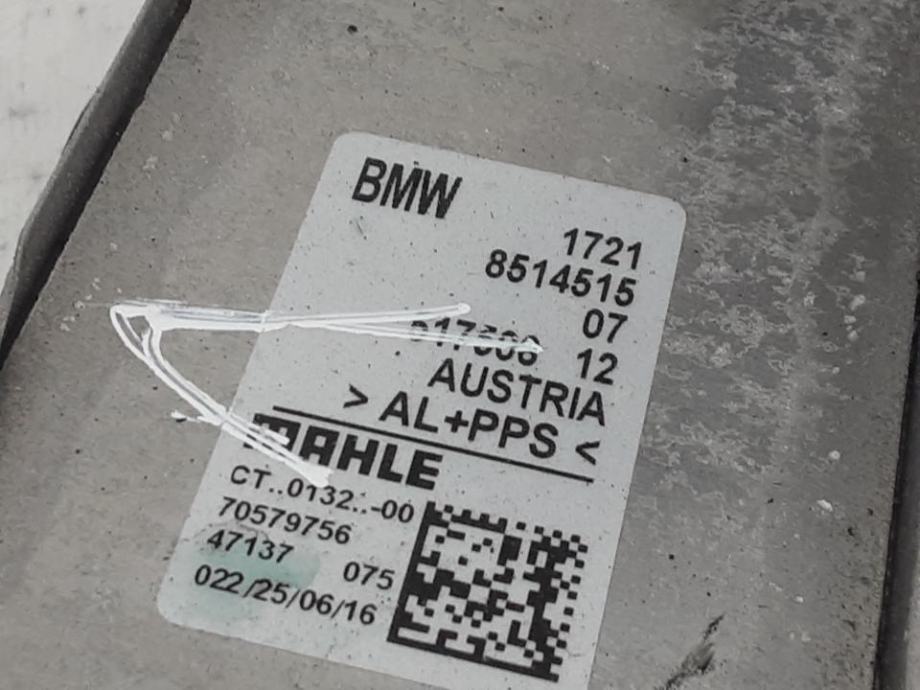 BMW
1721
8514515
07
12
AUSTRIA
> AL+PPS <
MAHLE
CT..0132..-00
70579756
47137 075
022/25/06/16